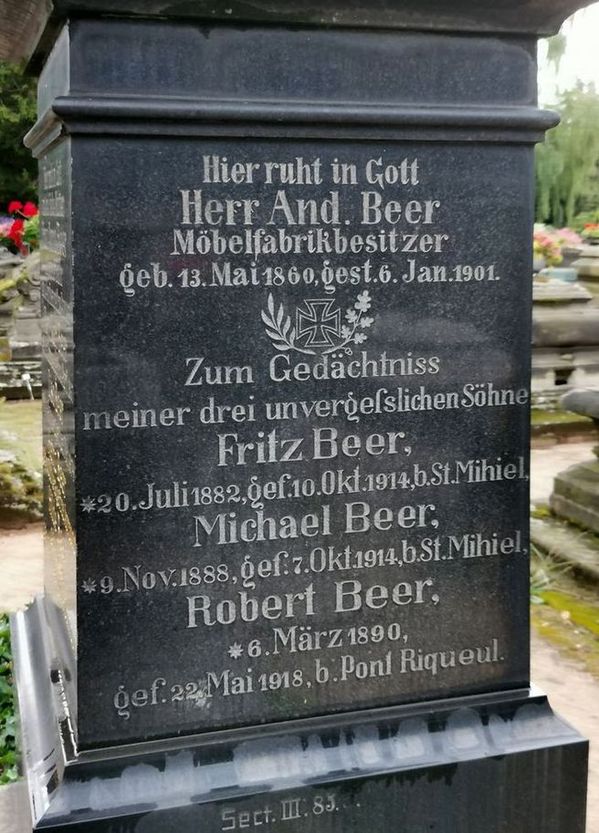 Hier ruht in Gott
Herr And. Beer
Möbelfabrikbesitzer
geb. 13. Mai 1860, gest. 6. Jan. 1901.
Zum Gedächtniss
meiner drei unvergesslichen Söhne
Fritz Beer,
*20. Juli 1882, gef. 10. Okt. 1914, b. St. Mihiel,
Michael Beer,
*9. Nov. 1888, gef. 7. Okt. 1914, b. St. Mihiel,
Robert Beer,
*6. März 1890,
gef. 22. Mai 1918, b. Pont Riqueul.
Sect. III. 83.